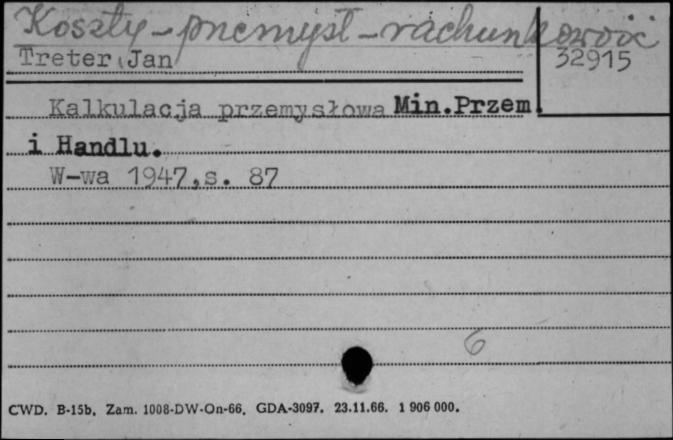 Koszty - przemysł - rachunkowość
Treter Jan
32915
Kalkulacja przemysłowa Min.Przem.
i Handlu.
W-wa 1947,s. 87
6
CWD. B-15b. Zam. 1008-DW-On-66. GDA-3097. 23.11.66. 1 906 000.